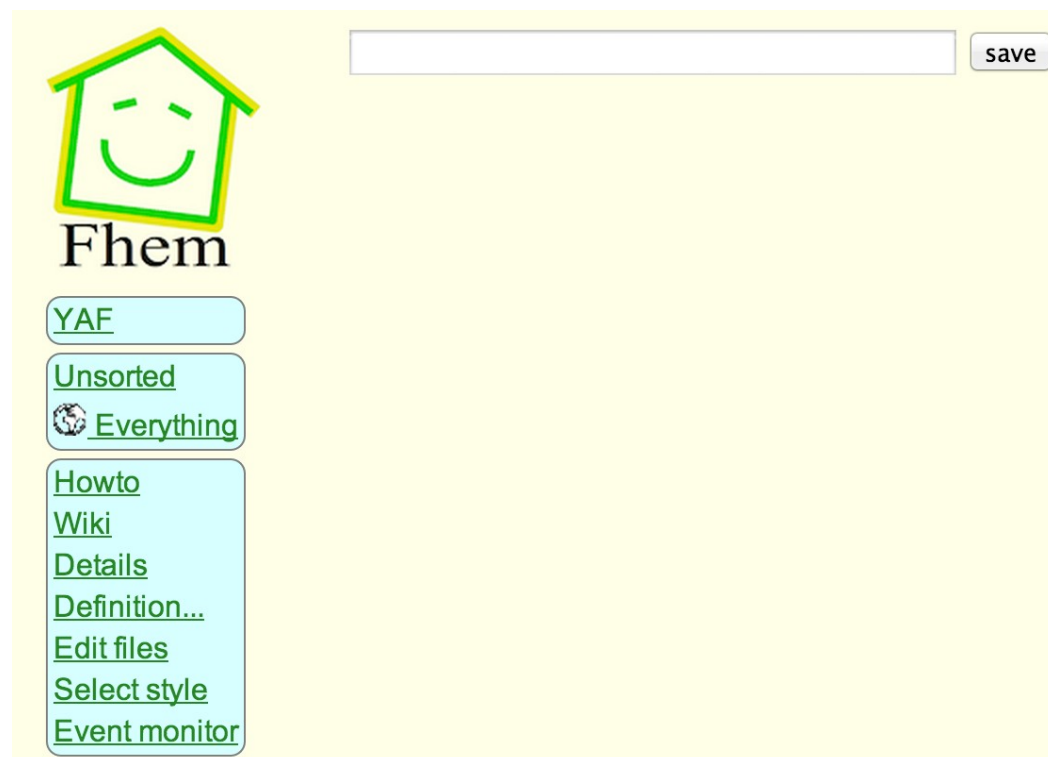 save
Fhem
YAF
Unsorted
Everything
Howto
Wiki
Details
Definition...
Edit files
Select style
Event monitor